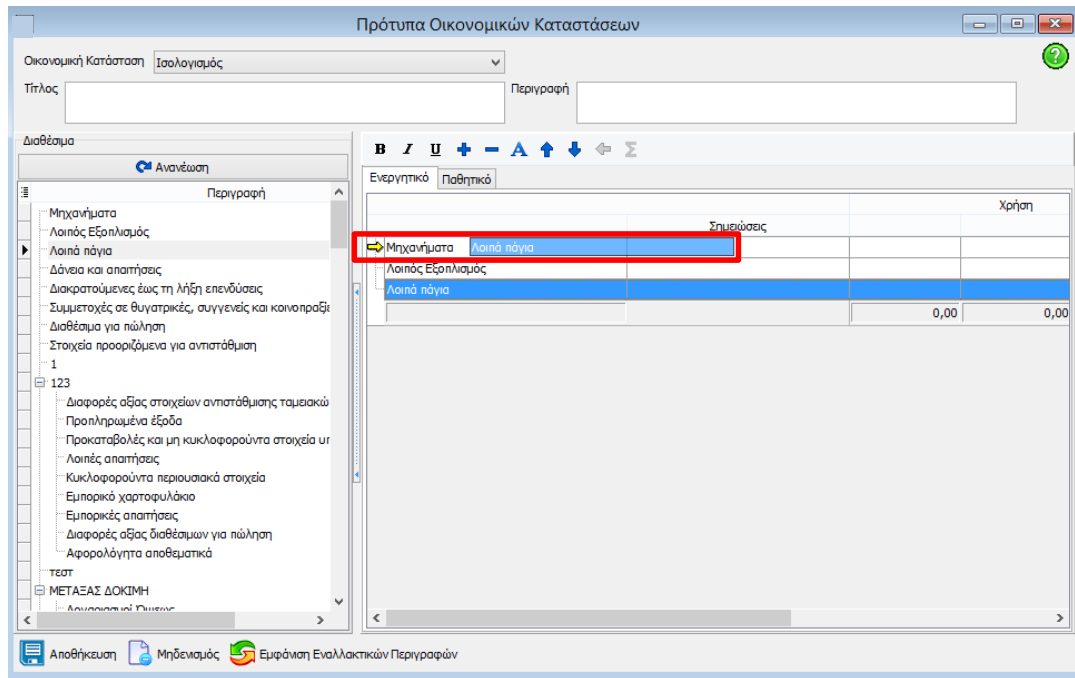 Πρότυπα Οικονομικών Καταστάσεων
Οικονομική Κατάσταση Ισολογισμός
Τίτλος Περιγραφή
Διαθέσιμα
Ανανέωση
Περιγραφή
Μηχανήματα
Λοιπός Εξοπλισμός
Λοιπά πάγια
Δάνεια και απαιτήσεις
Διακρατούμενες έως τη λήξη επενδύσεις
Συμμετοχές σε θυγατρικές, συγγενείς και κοινοπραξίε
Διαθέσιμα για πώληση
Στοιχεία προοριζόμενα για αντιστάθμιση
1
123
Διαφορές αξίας στοιχείων αντιστάθμισης ταμειακώ
Προπληρωμένα έξοδα
Προκαταβολές και μη κυκλοφορούντα στοιχεία υπ
Λοιπές απαιτήσεις
Κυκλοφορούντα περιουσιακά στοιχεία
Εμπορικό χαρτοφυλάκιο
Εμπορικές απαιτήσεις
Διαφορές αξίας διαθέσιμων για πώληση
Αφορολόγητα αποθεματικά
τεστ
ΜΕΤΑΞΑΣ ΔΟΚΙΜΗ
Λογαριασμοί Όψεως
B I U A Σ
Ενεργητικό Παθητικό
Χρήση
Σημειώσεις
Μηχανήματα Λοιπά πάγια
Λοιπός Εξοπλισμός
Λοιπά πάγια
0,00 0,00
Αποθήκευση Μηδενισμός Εμφάνιση Εναλλακτικών Περιγραφών